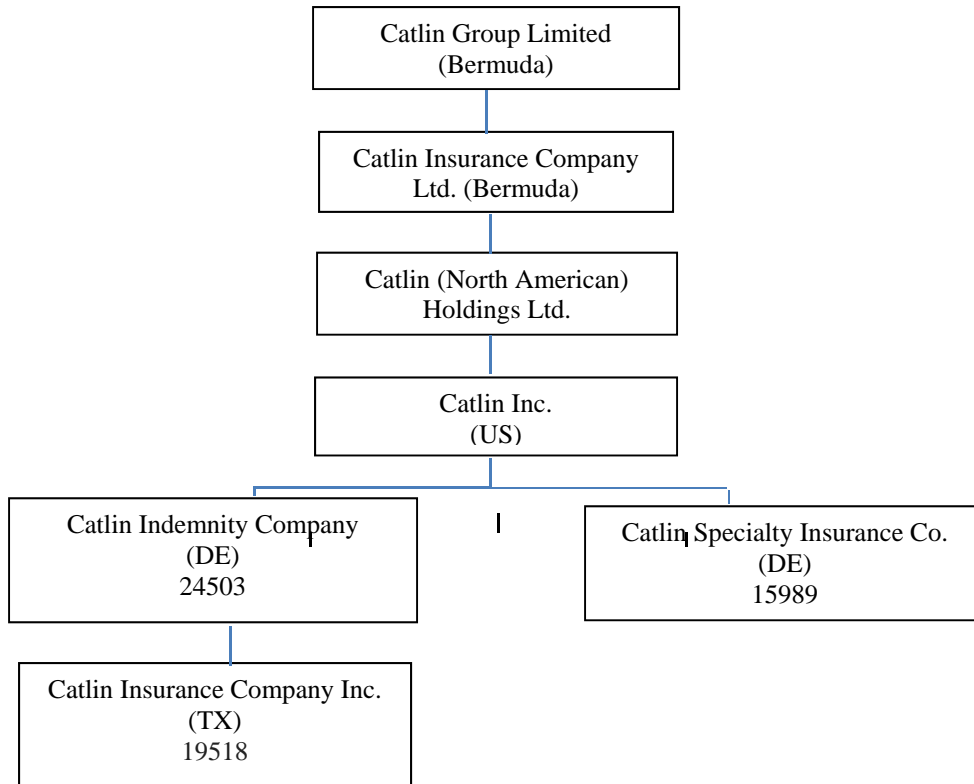 Catlin Group Limited
(Bermuda)
Catlin Insurance Company
Ltd. (Bermuda)
Catlin (North American)
Holdings Ltd.
Catlin Inc.
(US)
Catlin Indemnity Company
(DE)
24503
Catlin Specialty Insurance Co.
(DE)
15989
Catlin Insurance Company Inc.
(TX)
19518